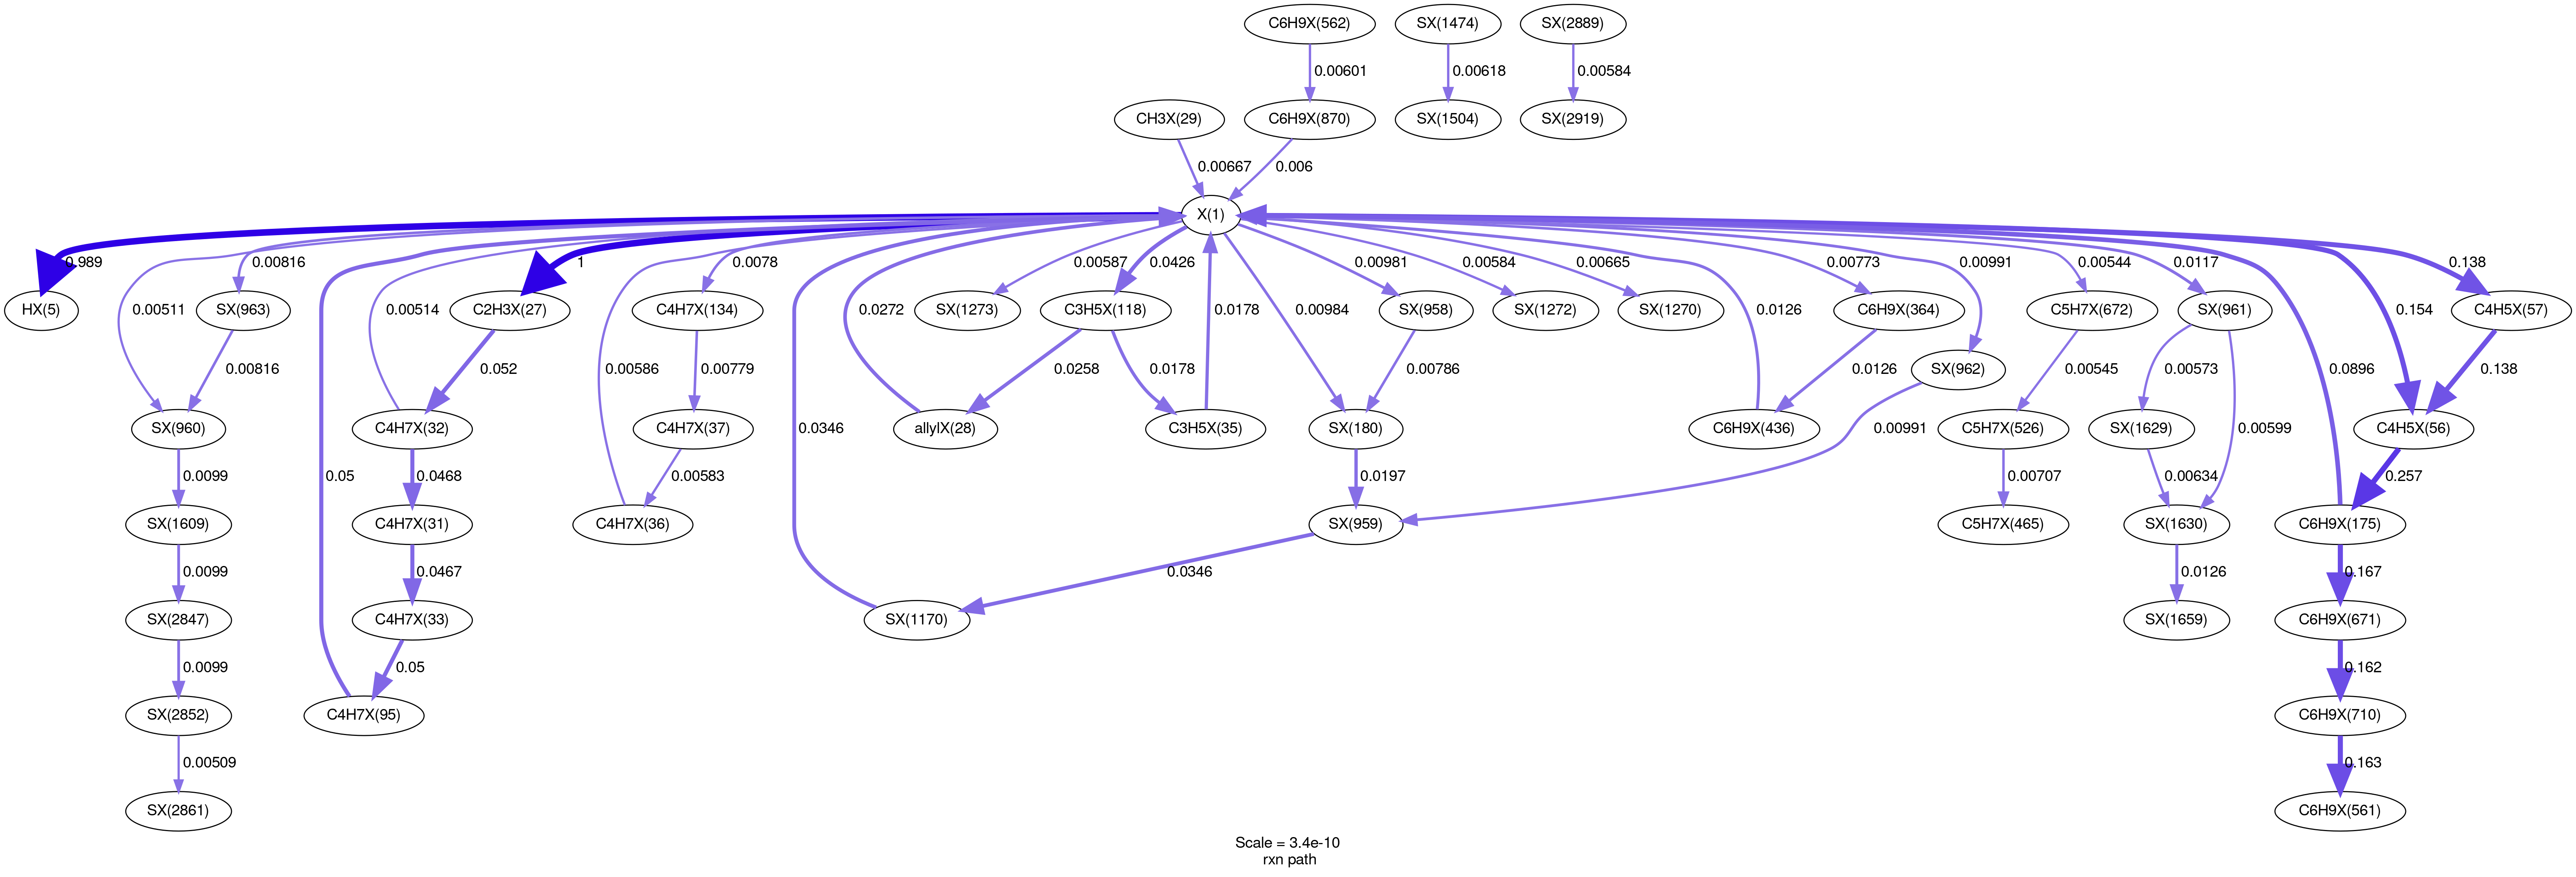 C6H9X(562)
SX(1474)
SX(2889)
0.00601
0.00618
0.00584
CH3X(29)
C6H9X(870)
SX(1504)
SX(2919)
0.00667
0.006
X(1)
0.989
0.00816
1
0.0078
0.00587
0.0426
0.00981
0.00584
0.00665
0.00773
0.00991
0.00544
0.0117
0.138
HX(5)
0.00511
SX(963)
0.00514
C2H3X(27)
C4H7X(134)
0.0272
SX(1273)
C3H5X(118)
0.0178
0.00984
SX(958)
SX(1272)
SX(1270)
0.0126
C6H9X(364)
C5H7X(672)
SX(961)
0.154
C4H5X(57)
0.00816
0.052
0.00586
0.00779
0.0258
0.0178
0.00786
0.0126
SX(962)
0.00545
0.00573
0.00599
0.0896
0.138
SX(960)
C4H7X(32)
C4H7X(37)
allylX(28)
C3H5X(35)
SX(180)
C6H9X(436)
0.00991
C5H7X(526)
SX(1629)
C4H5X(56)
0.0099
0.05
0.0468
0.00583
0.0346
0.0197
0.00707
0.00634
0.257
SX(1609)
C4H7X(31)
C4H7X(36)
SX(959)
C5H7X(465)
SX(1630)
C6H9X(175)
0.0099
0.0467
0.0346
0.0126
0.167
SX(2847)
C4H7X(33)
SX(1170)
SX(1659)
C6H9X(671)
0.0099
0.05
0.162
SX(2852)
C4H7X(95)
C6H9X(710)
0.00509
0.163
SX(2861)
C6H9X(561)
Scale = 3.4e-10
rxn path